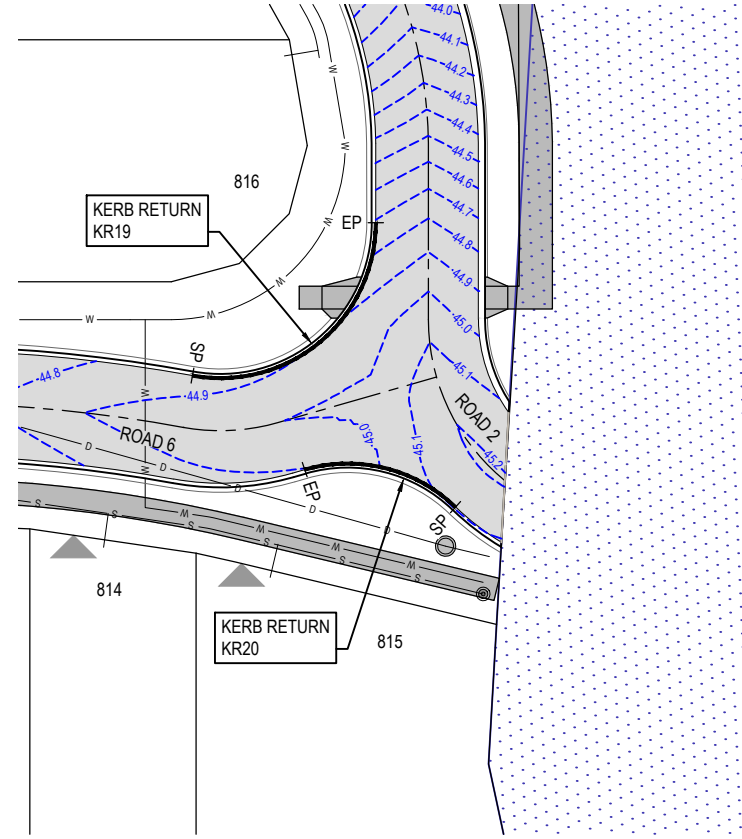 44.0
44.1
44.2
44.3
44.4
44.5
44.6
44.7
44.8
44.9
45.0
45.1
45.2
816
KERB RETURN
KR19
EP
SP
W
W
W
W
W
W
W
W
44.8
44.9
45.0
45.1
ROAD 6
ROAD 2
W
W
D
D
D
D
EP
SP
S
S
S
S
S
S
W
W
W
W
W
814
KERB RETURN
KR20
815